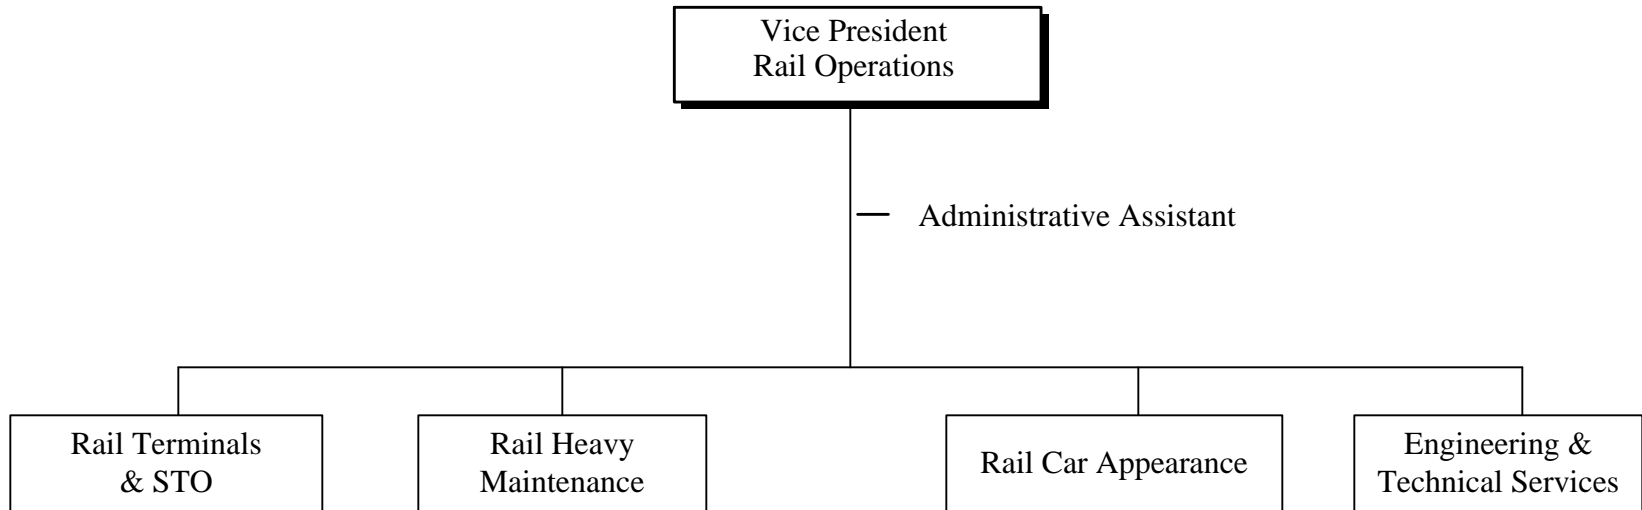 Vice President
Rail Operations
Administrative Assistant
Rail Terminals
& STO
Rail Heavy
Maintenance
Rail Car Appearance
Engineering &
Technical Services